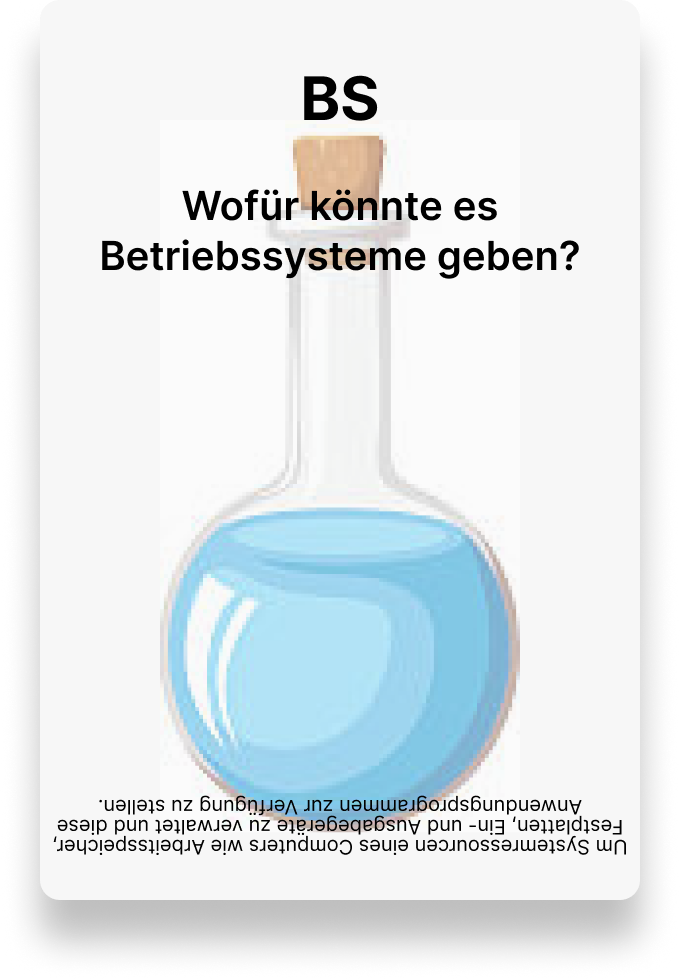 BS
Wofür könnte es
Betriebssysteme geben?
Um Systemressourcen eines Computers wie Arbeitsspeicher,
Festplatten, Ein- und Ausgabegeräte zu verwaltet und diese
Anwendungsprogrammen zur Verfügung zu stellen.